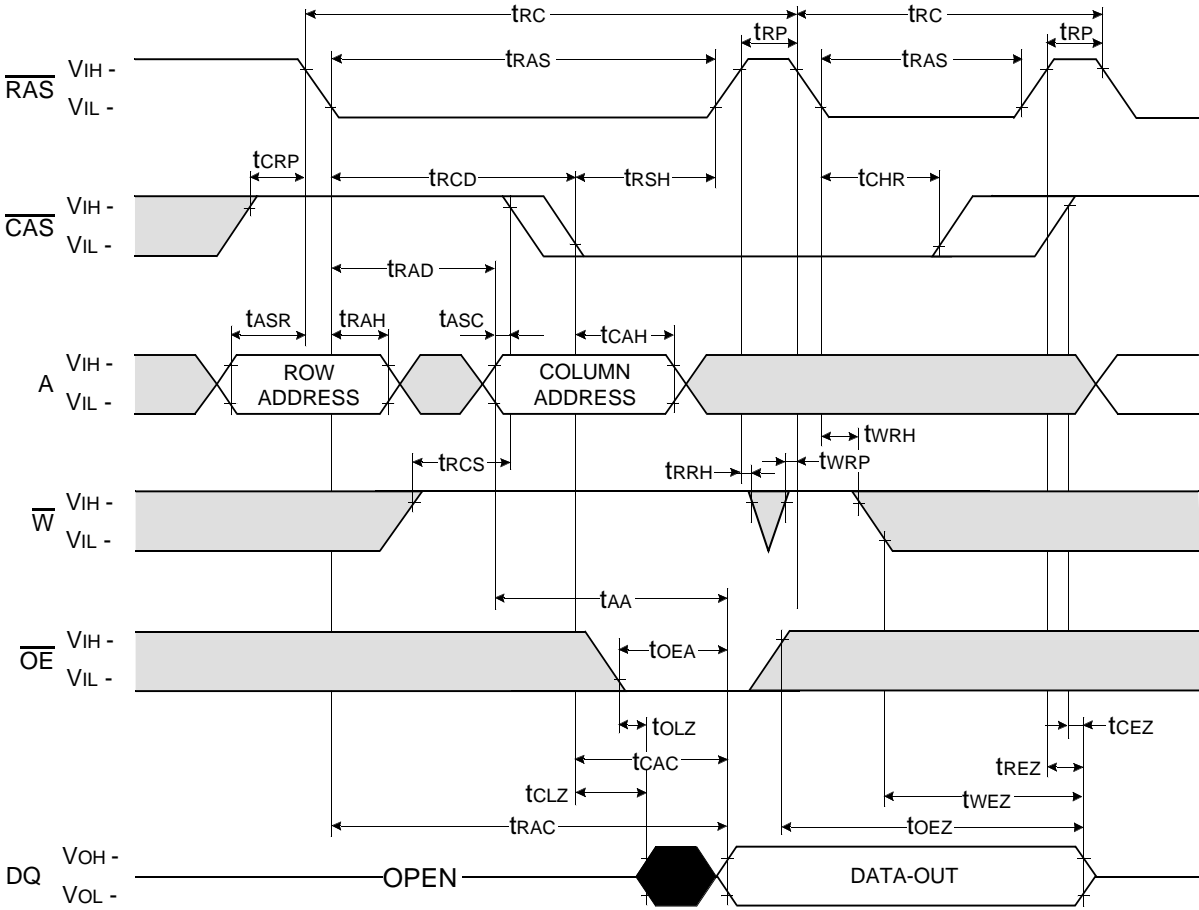 tRC tRC
tRP tRP
RAS VIH - VIL - tRAS tRAS
tCRP tRCD tRSH tCHR
CAS VIH - VIL -
tRAD
tASR tRAH tASC tCAH
A VIH - VIL - ROW ADDRESS COLUMN ADDRESS
tWRH
tRCS tRRH tWRP
W VIH - VIL -
tAA
OE VIH - VIL - tOEA
tOLZ tCEZ
tCAC tREZ
tCLZ tWEZ
tRAC tOEZ
DQ VOH - VOL - OPEN DATA-OUT